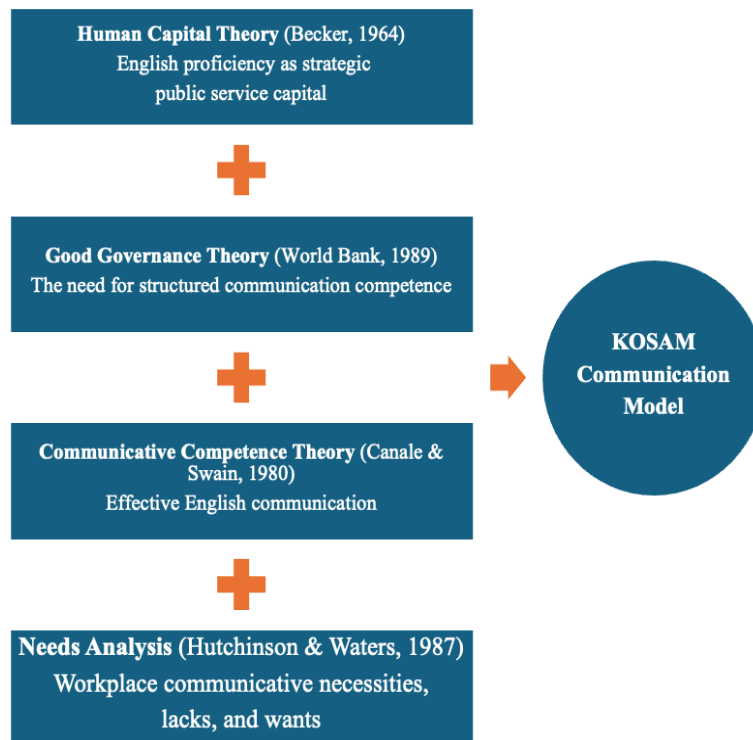 Human Capital Theory (Becker, 1964)
English proficiency as strategic
public service capital
Good Governance Theory (World Bank, 1989)
The need for structured communication competence
Communicative Competence Theory (Canale &
Swain, 1980)
Effective English communication
Needs Analysis (Hutchinson & Waters, 1987)
Workplace communicative necessities,
lacks, and wants
KOSAM
Communication
Model